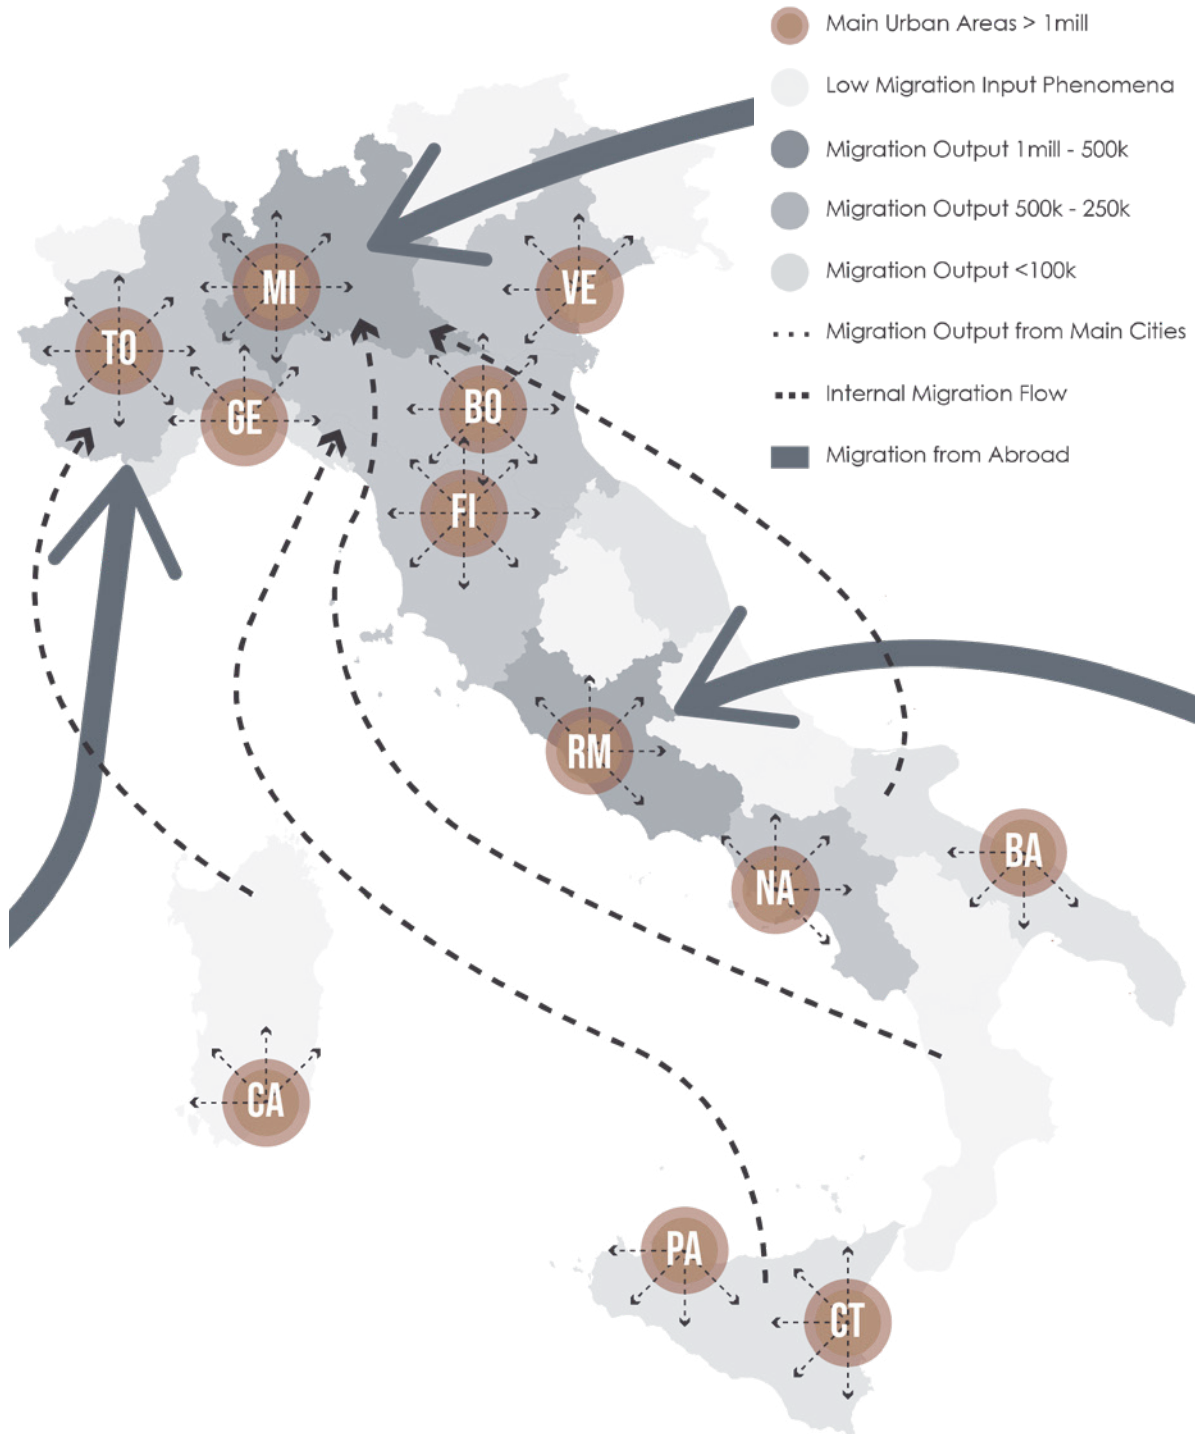 Main Urban Areas > 1mill
Low Migration Input Phenomena
Migration Output 1mill - 500k
Migration Output 500k - 250k
Migration Output <100k
Migration Output from Main Cities
Internal Migration Flow
Migration from Abroad
MI
VE
TO
GE
BO
FI
RM
NA
BA
CA
PA
CT